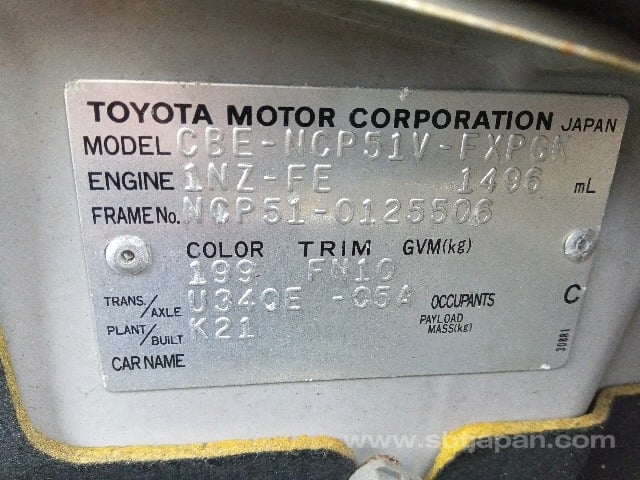 TOYOTA MOTOR CORPORATION JAPAN
MODEL CBE-NCP51V-FXPGK
ENGINE 1NZ-FE 1496 mL
FRAME No. NCP51-0125506
COLOR TRIM GVM(kg)
199 FN10
TRANS./AXLE U340E -05A OCCUPANTS C
PLANT/BUILT K21 PAYLOAD MASS(kg)
CAR NAME
30881
www.sbtjapan.com